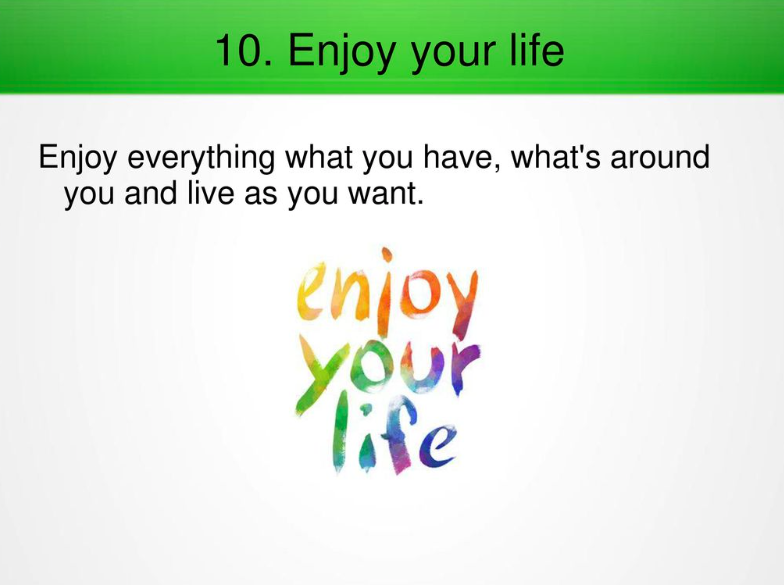 10. Enjoy your life
Enjoy everything what you have, what's around
you and live as you want.
enjoy
your
life